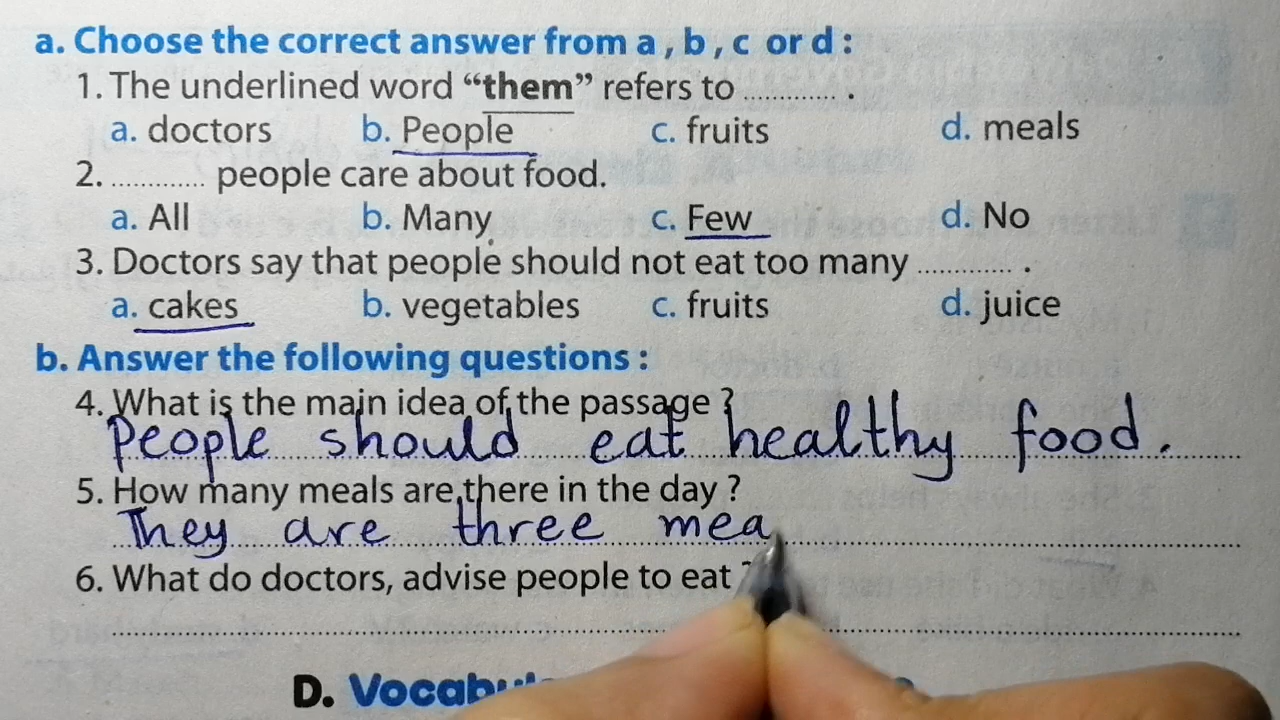 a. Choose the correct answer from a , b , c or d :
1. The underlined word “them” refers to ............ .
a. doctors b. People c. fruits d. meals
2. ............. people care about food.
a. All b. Many c. Few d. No
3. Doctors say that people should not eat too many ............. .
a. cakes b. vegetables c. fruits d. juice
b. Answer the following questions :
4. What is the main idea of the passage ?
People should eat healthy food.
5. How many meals are there in the day ?
They are three mea
6. What do doctors, advise people to eat ?
D. Vocabul